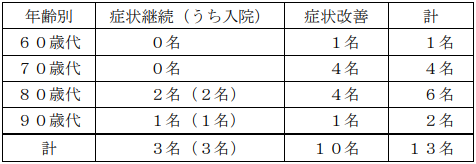 年齢別 症状継続（うち入院） 症状改善 計
６０歳代 ０名 １名 １名
７０歳代 ０名 ４名 ４名
８０歳代 ２名（２名） ４名 ６名
９０歳代 １名（１名） １名 ２名
計 ３名（３名） １０名 １３名